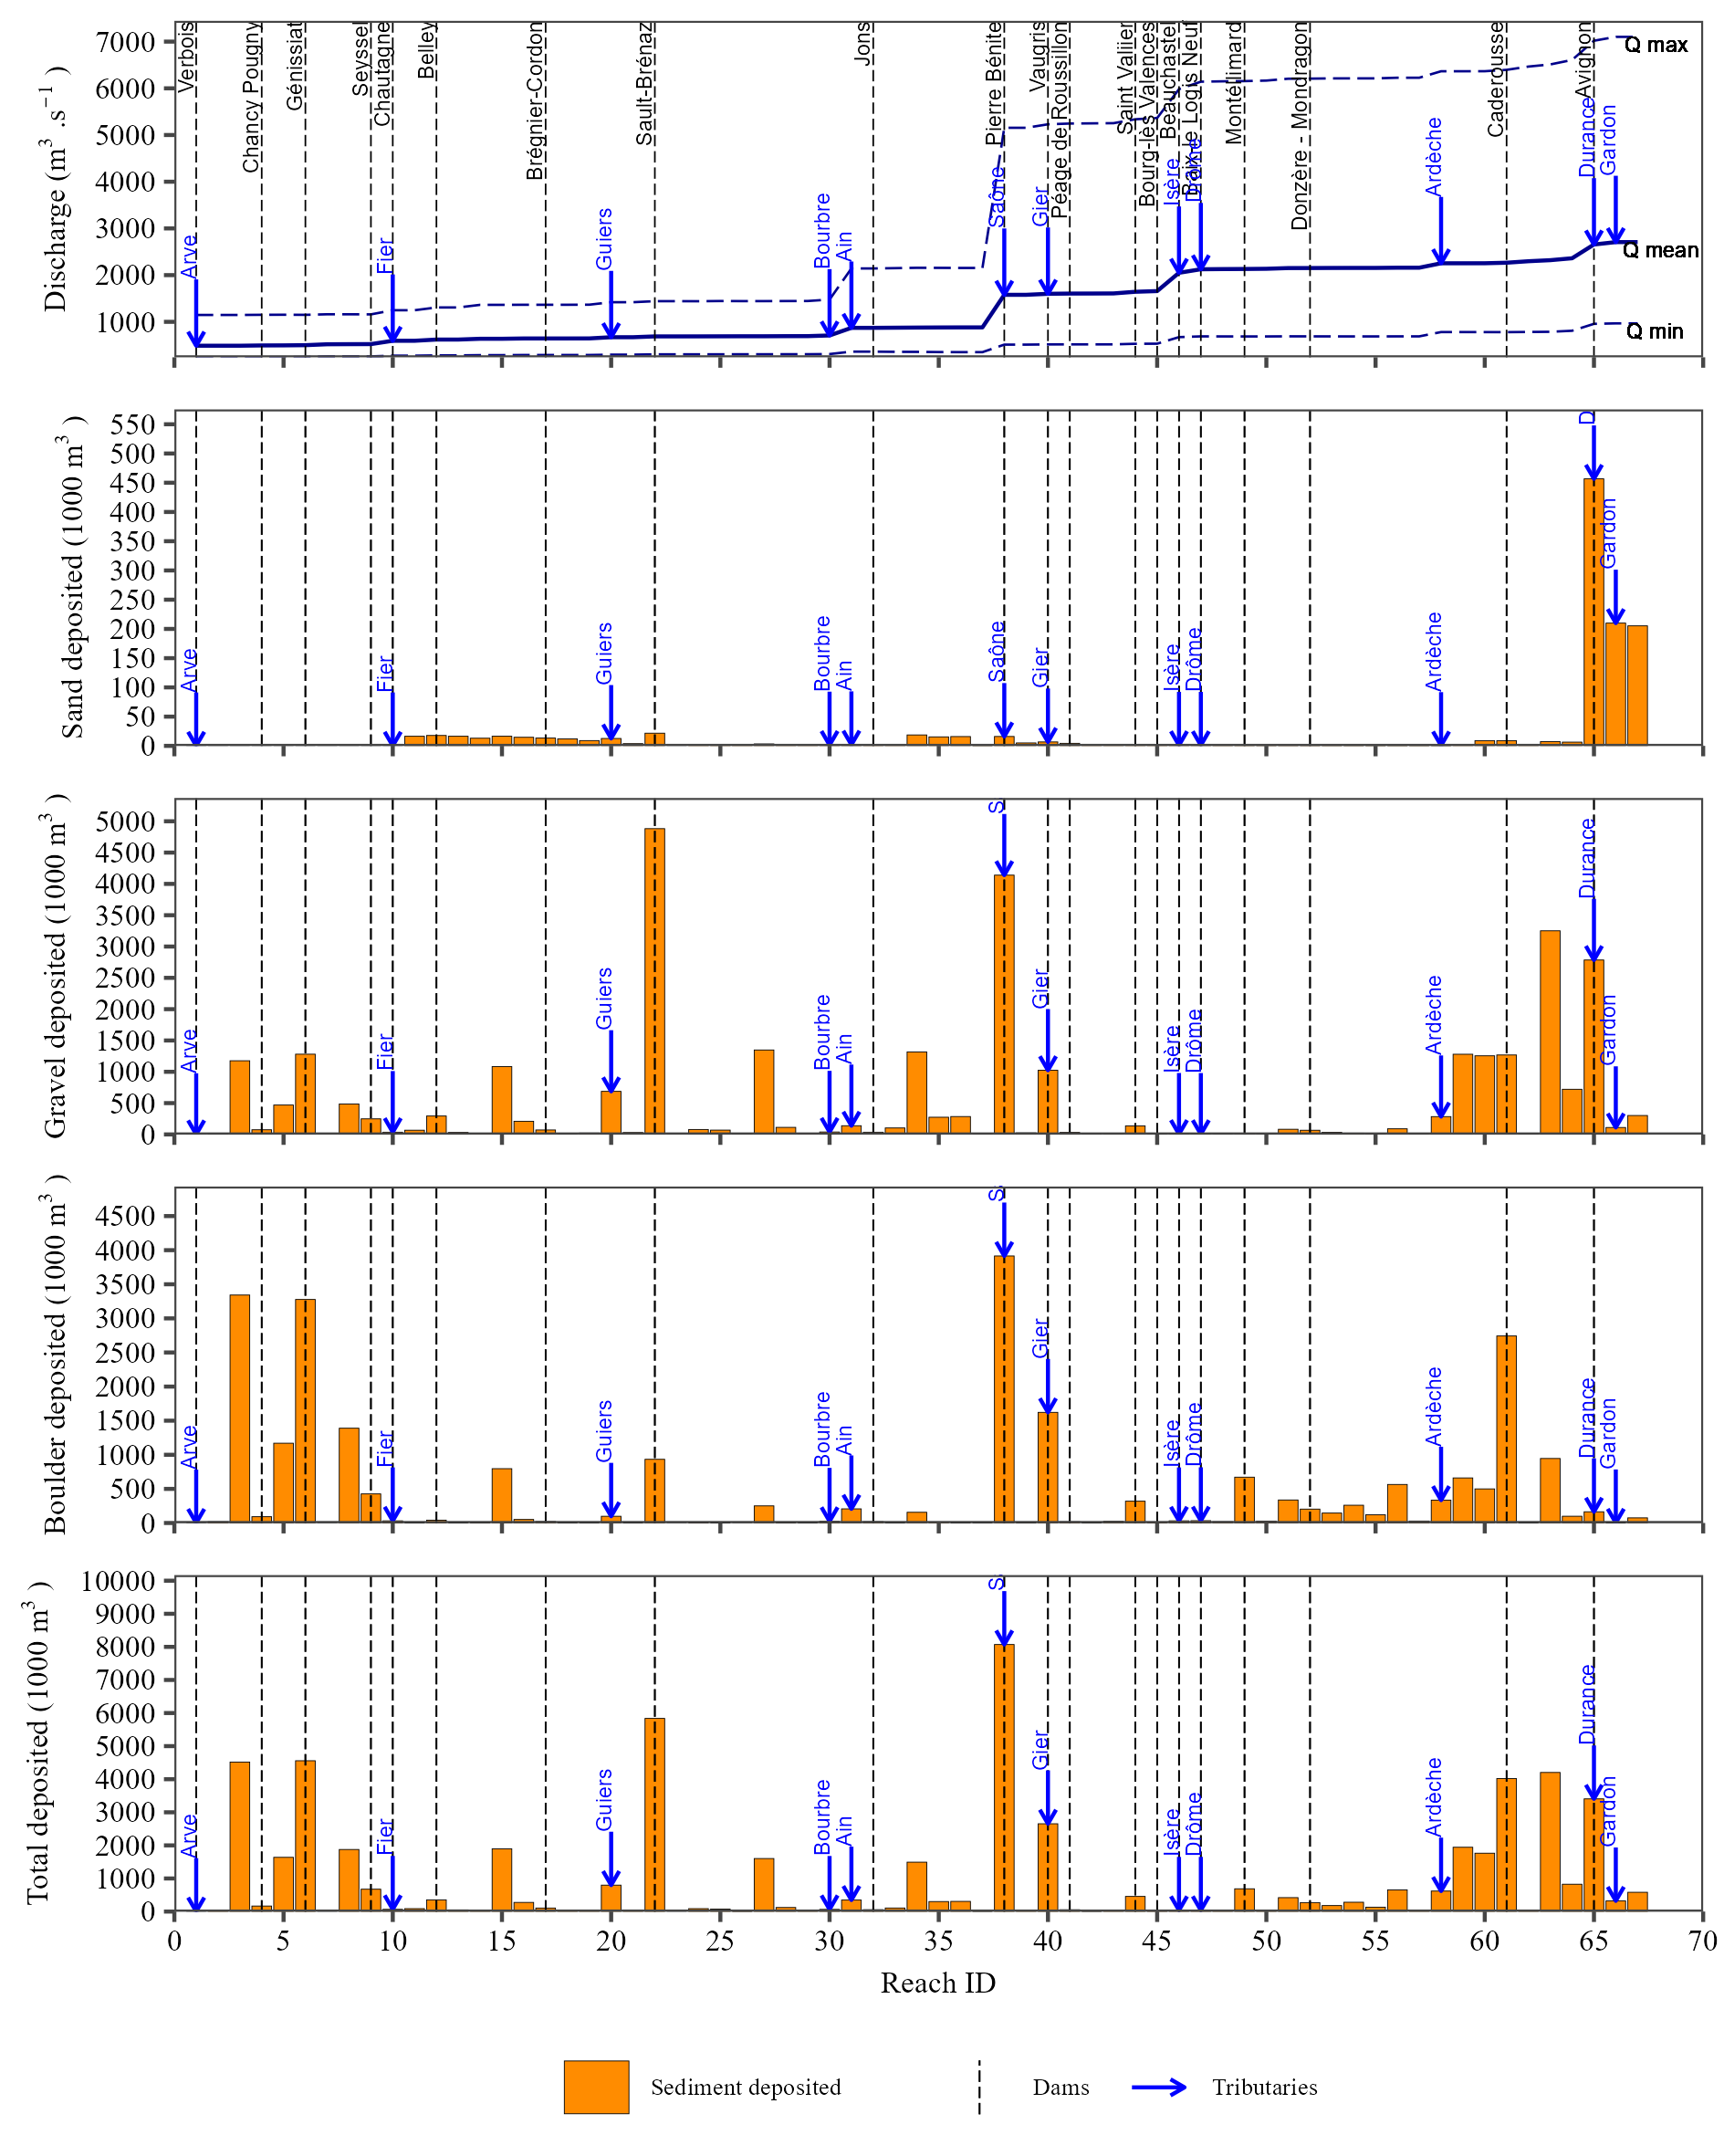 Discharge (m³ .s⁻¹ )
7000
6000
5000
4000
3000
2000
1000
Verbois
Chancy Pougny
Génissiat
Seyssel
Chautagne
Belley
Brégnier-Cordon
Sault-Brénaz
Jons
Pierre Bénite
Vaugris
Péage de Roussillon
Saint Vallier
Bourg-lès Valences
Beauchastel
Baix-le Logis Neuf
Montélimard
Donzère - Mondragon
Caderousse
Avignon
Arve
Fier
Guiers
Bourbre
Ain
Saône
Gier
Isère
Drôme
Ardèche
Durance
Gardon
Q max
Q mean
Q min
Sand deposited (1000 m³ )
550
500
450
400
350
300
250
200
150
100
50
0
Arve
Fier
Guiers
Bourbre
Ain
Saône
Gier
Isère
Drôme
Ardèche
D
Gardon
Gravel deposited (1000 m³ )
5000
4500
4000
3500
3000
2500
2000
1500
1000
500
0
Arve
Fier
Guiers
Bourbre
Ain
S
Gier
Isère
Drôme
Ardèche
Durance
Gardon
Boulder deposited (1000 m³ )
4500
4000
3500
3000
2500
2000
1500
1000
500
0
Arve
Fier
Guiers
Bourbre
Ain
S
Gier
Isère
Drôme
Ardèche
Durance
Gardon
Total deposited (1000 m³ )
10000
9000
8000
7000
6000
5000
4000
3000
2000
1000
0
Arve
Fier
Guiers
Bourbre
Ain
S
Gier
Isère
Drôme
Ardèche
Durance
Gardon
0 5 10 15 20 25 30 35 40 45 50 55 60 65 70
Reach ID
Sediment deposited Dams Tributaries